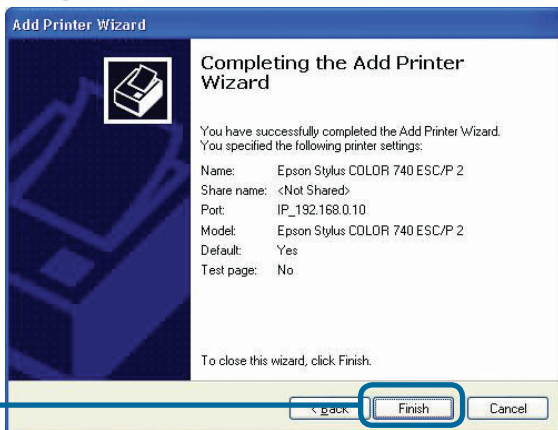 Add Printer Wizard
Completing the Add Printer
Wizard
You have successfully completed the Add Printer Wizard.
You specified the following printer settings:
Name: Epson Stylus COLOR 740 ESC/P 2
Share name: <Not Shared>
Port: IP_192.168.0.10
Model: Epson Stylus COLOR 740 ESC/P 2
Default: Yes
Test page: No
To close this wizard, click Finish.
< Back Finish Cancel